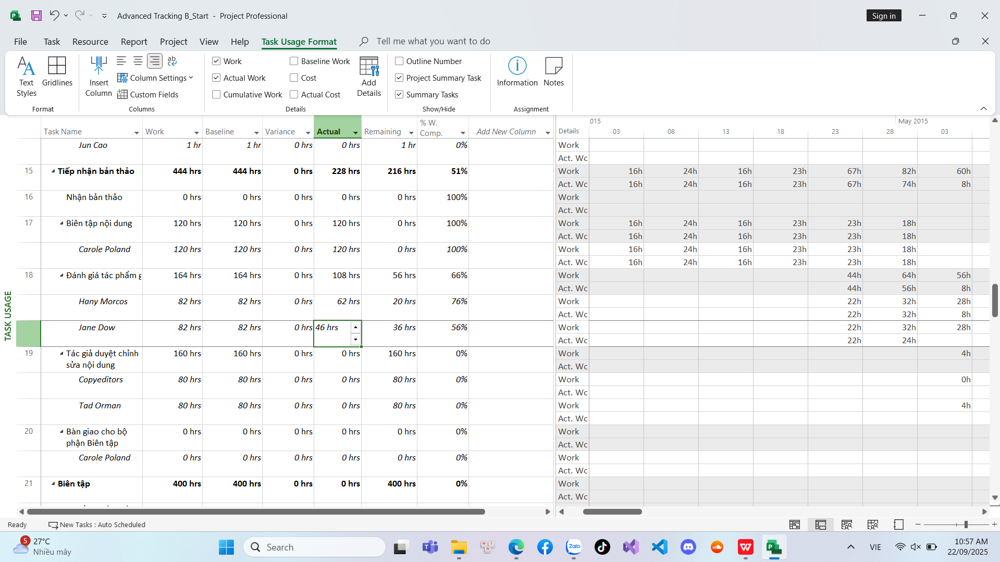 Advanced Tracking B_Start - Project Professional
Sign in
File Task Resource Report Project View Help Task Usage Format Tell me what you want to do
Text Styles
Gridlines
Format
Insert Column
Column Settings
Custom Fields
Columns
Work
Actual Work
Cumulative Work
Baseline Work
Cost
Actual Cost
Add Details
Details
Outline Number
Project Summary Task
Summary Tasks
Show/Hide
Information
Notes
Assignment
TASK USAGE
Task Name Work Baseline Variance Actual Remaining % W. Comp. Add New Column
Details 015 May 2015
03 08 13 18 23 28 03
Jun Cao 1 hr 1 hr 0 hrs 0 hrs 1 hr 0% Work
Act. Wc
15 Tiếp nhận bản thảo 444 hrs 444 hrs 0 hrs 228 hrs 216 hrs 51% Work 16h 24h 16h 23h 67h 82h 60h
Act. Wc 16h 24h 16h 23h 67h 74h 8h
16 Nhận bản thảo 0 hrs 0 hrs 0 hrs 0 hrs 0 hrs 100% Work
Act. Wc
17 Biên tập nội dung 120 hrs 120 hrs 0 hrs 120 hrs 0 hrs 100% Work 16h 24h 16h 23h 23h 18h
Act. Wc 16h 24h 16h 23h 23h 18h
Carole Poland 120 hrs 120 hrs 0 hrs 120 hrs 0 hrs 100% Work 16h 24h 16h 23h 23h 18h
Act. Wc 16h 24h 16h 23h 23h 18h
18 Đánh giá tác phẩm g 164 hrs 164 hrs 0 hrs 108 hrs 56 hrs 66% Work 44h 64h 56h
Act. Wc 44h 56h 8h
Hany Morcos 82 hrs 82 hrs 0 hrs 62 hrs 20 hrs 76% Work 22h 32h 28h
Act. Wc 22h 32h 8h
Jane Dow 82 hrs 82 hrs 0 hrs 46 hrs 36 hrs 56% Work 22h 32h 28h
Act. Wc 22h 24h
19 Tác giả duyệt chỉnh 160 hrs 160 hrs 0 hrs 0 hrs 160 hrs 0% Work 4h
sửa nội dung Act. Wc
Copyeditors 80 hrs 80 hrs 0 hrs 0 hrs 80 hrs 0% Work 0h
Act. Wc
Tad Orman 80 hrs 80 hrs 0 hrs 0 hrs 80 hrs 0% Work 4h
Act. Wc
20 Bàn giao cho bộ 0 hrs 0 hrs 0 hrs 0 hrs 0 hrs 0% Work
phận Biên tập Act. Wc
Carole Poland 0 hrs 0 hrs 0 hrs 0 hrs 0 hrs 0% Work
Act. Wc
21 Biên tập 400 hrs 400 hrs 0 hrs 0 hrs 400 hrs 0% Work
Act. Wc
Ready New Tasks : Auto Scheduled
5 27°C
Nhiều mây
Search
Zalo
VIE
10:57 AM
22/09/2025